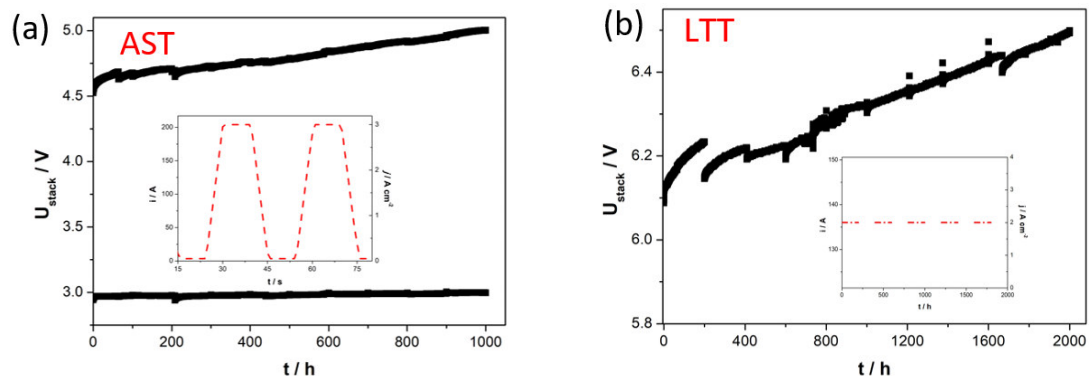 (a)
AST
U_stack / V
5.0
4.5
4.0
3.5
3.0
0 200 400 600 800 1000
t / h
i / A
200
150
100
50
0
15 30 45 60 75
t / s
3
2
1
0
j / A cm⁻²
(b)
LTT
U_stack / V
6.4
6.2
6.0
5.8
0 400 800 1200 1600 2000
t / h
i / A
150
145
140
135
130
125
0 500 1000 1500 2000
t / h
4
3
2
1
0
j / A cm⁻²